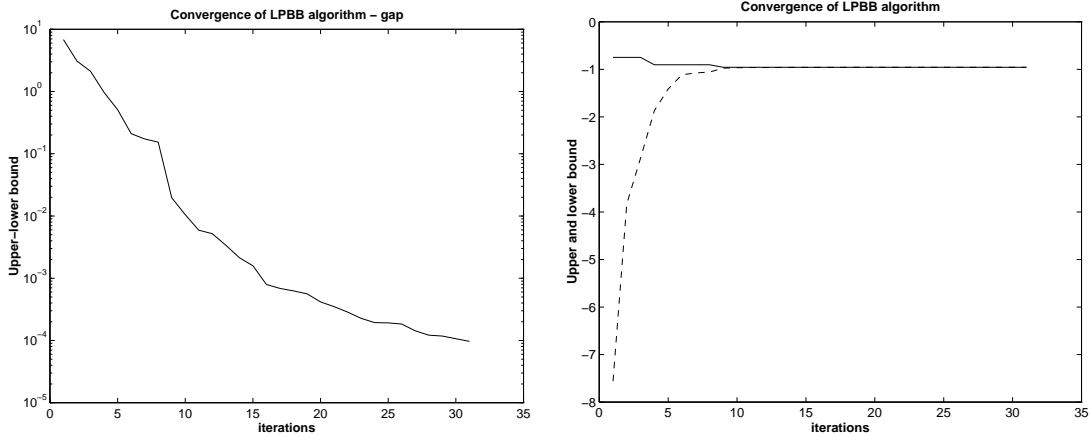 Convergence of LPBB algorithm – gap
10^1
10^0
10^−1
10^−2
10^−3
10^−4
10^−5
Upper–lower bound
0 5 10 15 20 25 30 35
iterations
Convergence of LPBB algorithm
0
−1
−2
−3
−4
−5
−6
−7
−8
Upper and lower bound
0 5 10 15 20 25 30 35
iterations